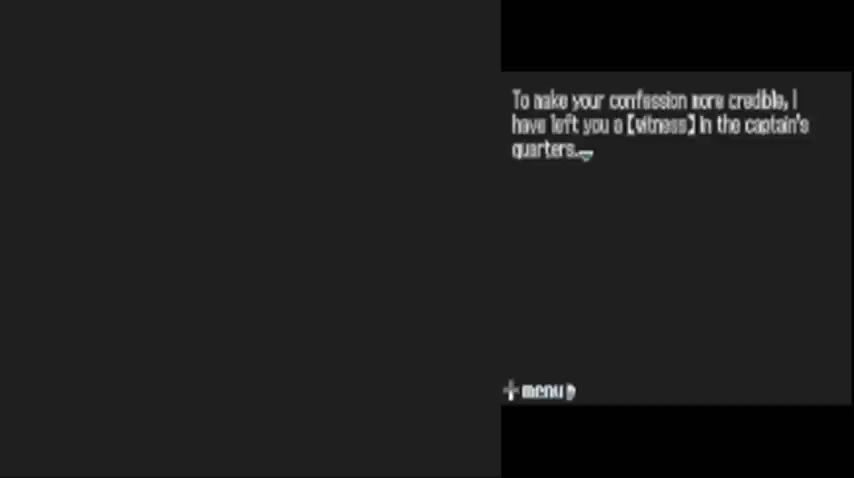 To make your confession more credible, I
have left you a【witness】in the captain's
quarters.
menu